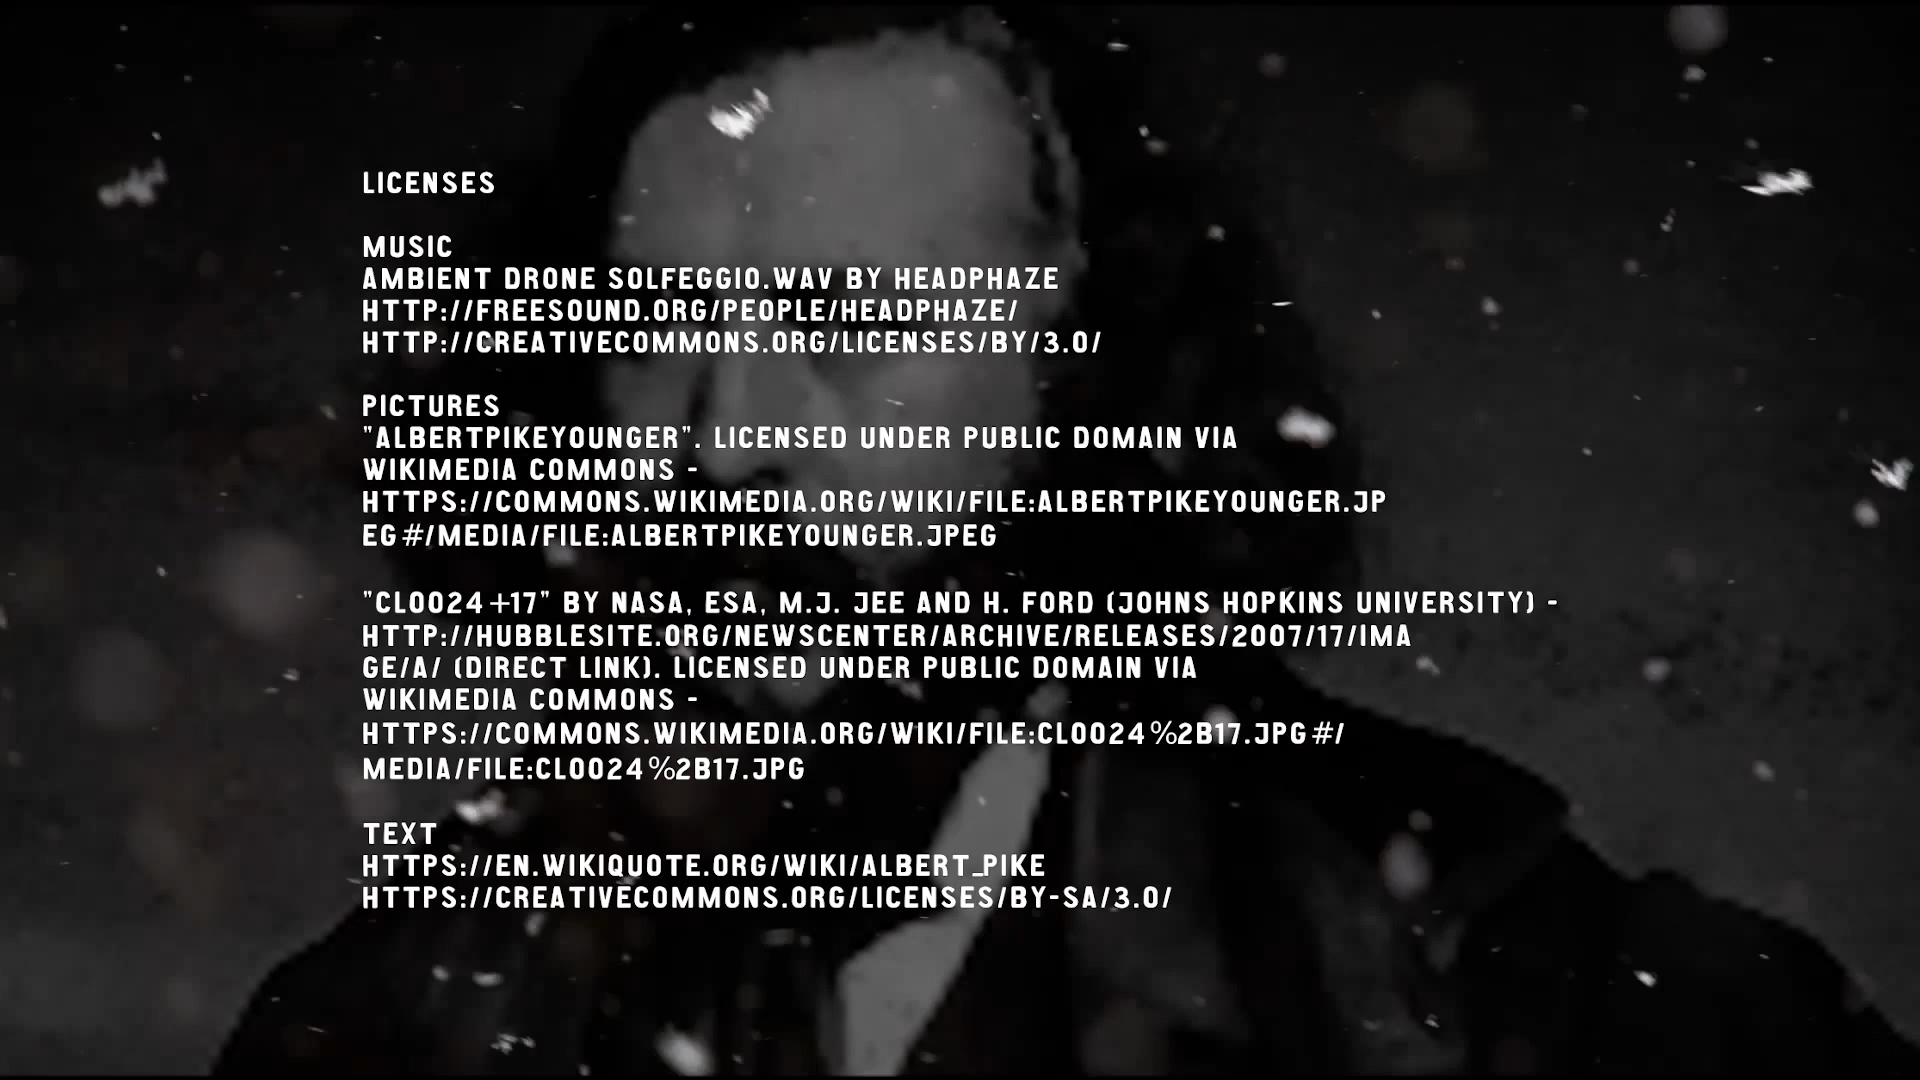 LICENSES
MUSIC
AMBIENT DRONE SOLFEGGIO.WAV BY HEADPHAZE
HTTP://FREESOUND.ORG/PEOPLE/HEADPHAZE/
HTTP://CREATIVECOMMONS.ORG/LICENSES/BY/3.0/
PICTURES
"ALBERTPIKEYOUNGER". LICENSED UNDER PUBLIC DOMAIN VIA
WIKIMEDIA COMMONS -
HTTPS://COMMONS.WIKIMEDIA.ORG/WIKI/FILE:ALBERTPIKEYOUNGER.JP
EG#/MEDIA/FILE:ALBERTPIKEYOUNGER.JPEG
"CL0024+17" BY NASA, ESA, M.J. JEE AND H. FORD (JOHNS HOPKINS UNIVERSITY) -
HTTP://HUBBLESITE.ORG/NEWSCENTER/ARCHIVE/RELEASES/2007/17/IMA
GE/A/ (DIRECT LINK). LICENSED UNDER PUBLIC DOMAIN VIA
WIKIMEDIA COMMONS -
HTTPS://COMMONS.WIKIMEDIA.ORG/WIKI/FILE:CL0024%2B17.JPG#/
MEDIA/FILE:CL0024%2B17.JPG
TEXT
HTTPS://EN.WIKIQUOTE.ORG/WIKI/ALBERT_PIKE
HTTPS://CREATIVECOMMONS.ORG/LICENSES/BY-SA/3.0/